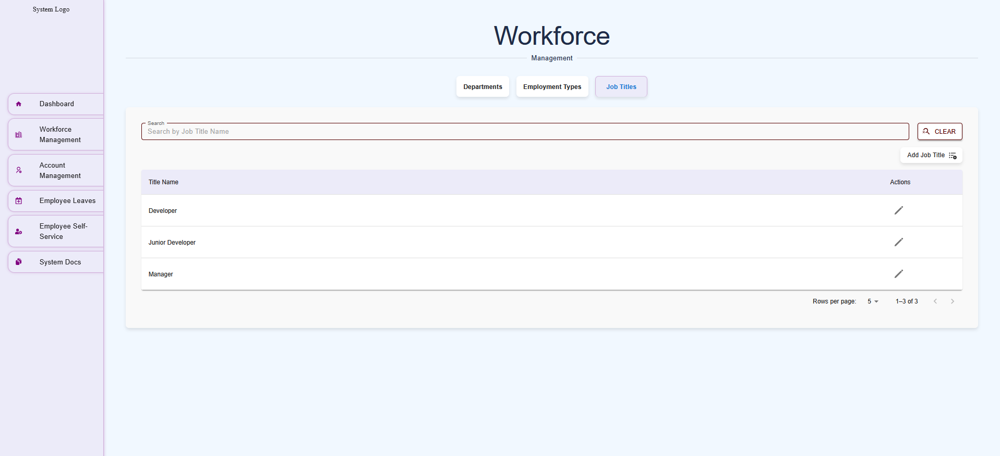 System Logo
Dashboard
Workforce
Management
Account
Management
Employee Leaves
Employee Self-
Service
System Docs
Workforce
Management
Departments
Employment Types
Job Titles
Search
Search by Job Title Name
CLEAR
Add Job Title
Title Name
Actions
Developer
Junior Developer
Manager
Rows per page:
5
1–3 of 3